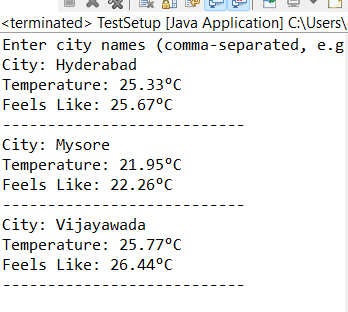 <terminated> TestSetup [Java Application] C:\Users\
Enter city names (comma-separated, e.g
City: Hyderabad
Temperature: 25.33°C
Feels Like: 25.67°C
--------------------------
City: Mysore
Temperature: 21.95°C
Feels Like: 22.26°C
--------------------------
City: Vijayawada
Temperature: 25.77°C
Feels Like: 26.44°C
--------------------------